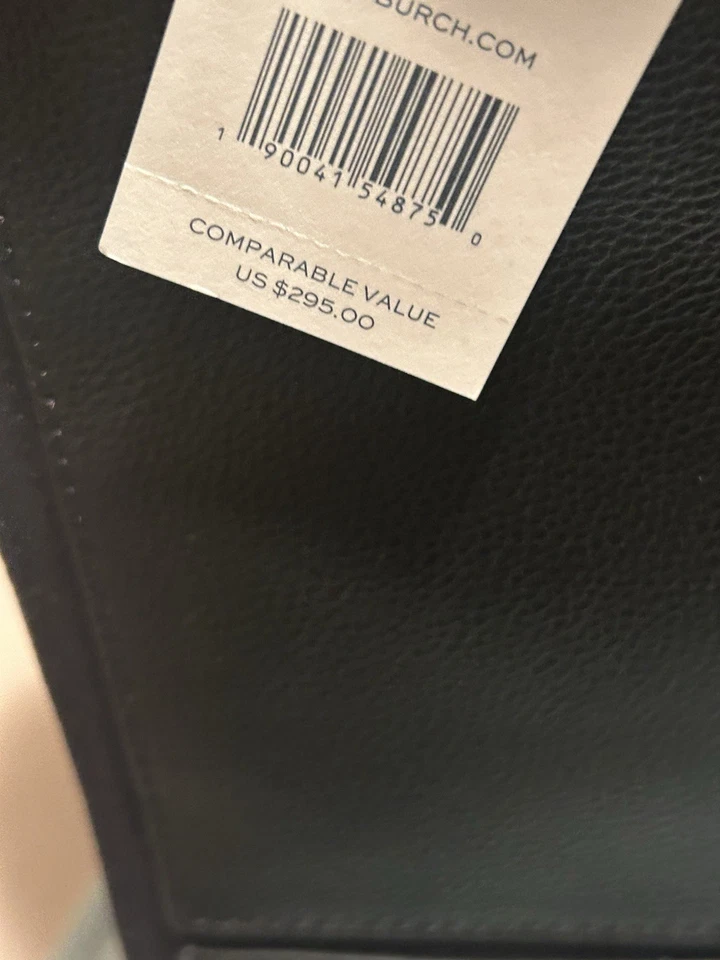 BURCH.COM
1 90041 54875 0
COMPARABLE VALUE
US $295.00